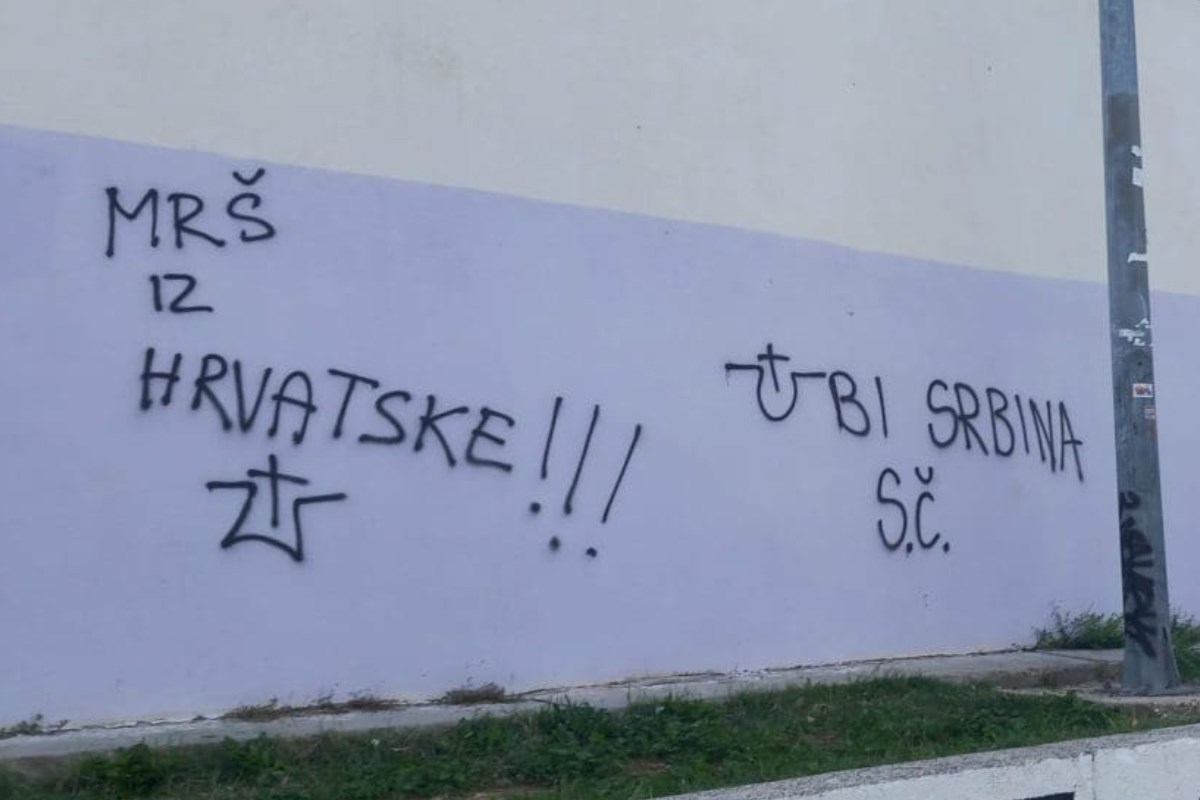 MRŠ
IZ
HRVATSKE!!!
UBI SRBINA
S.Č.